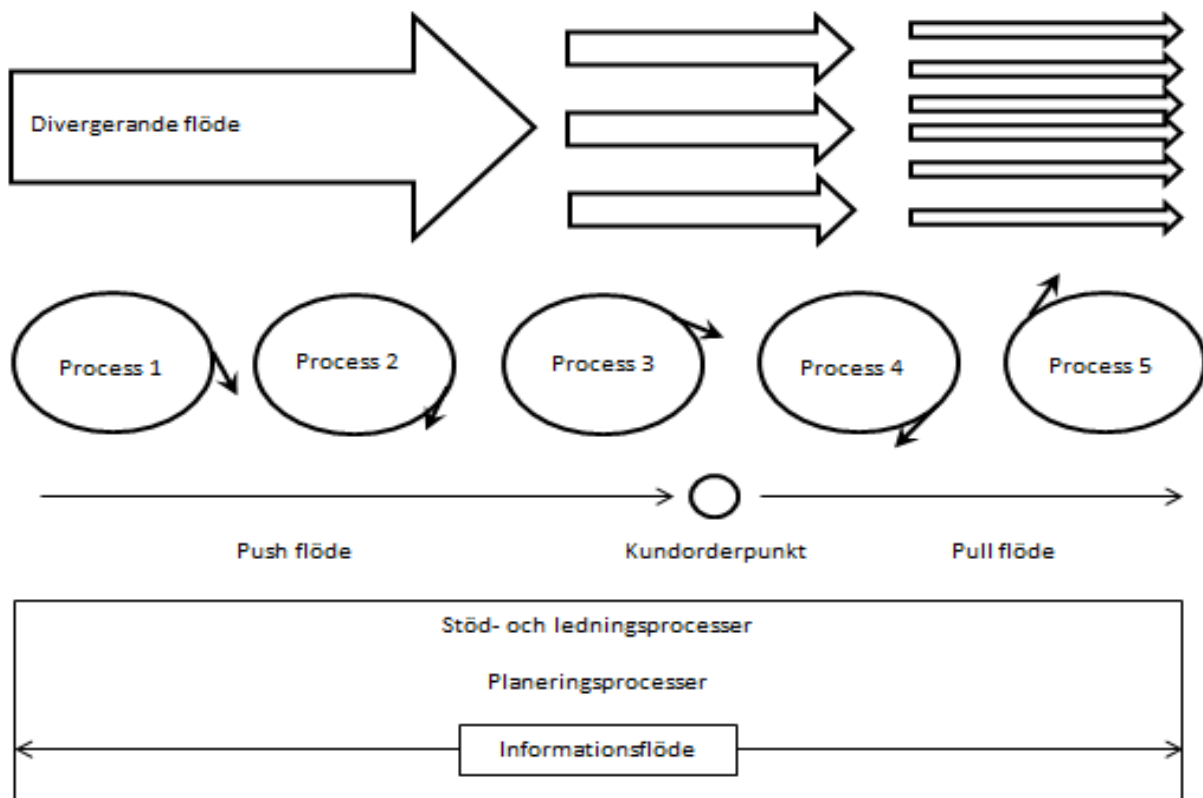 Divergerande flöde
Process 1
Process 2
Process 3
Process 4
Process 5
Push flöde
Kundorderpunkt
Pull flöde
Stöd- och ledningsprocesser
Planeringsprocesser
Informationsflöde